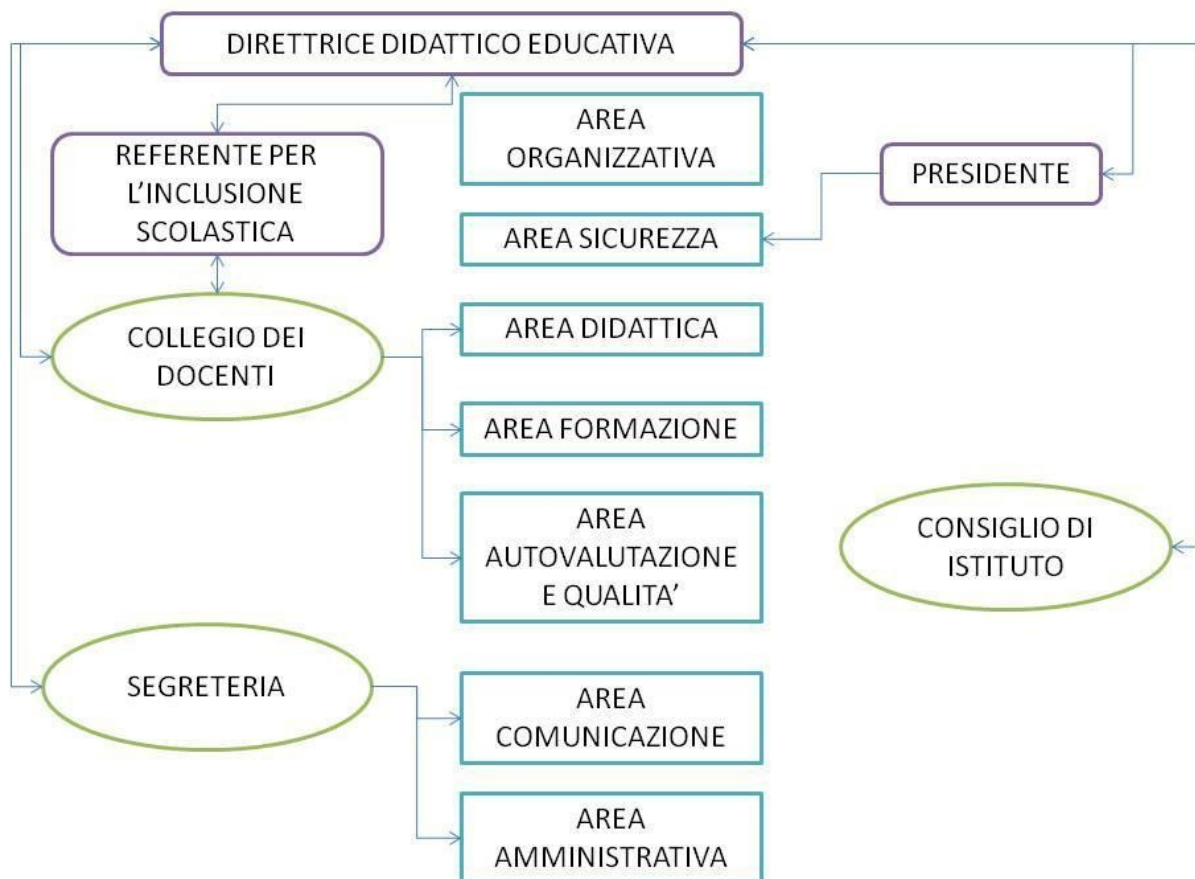 DIRETTRICE DIDATTICO EDUCATIVA
REFERENTE PER
L'INCLUSIONE
SCOLASTICA
AREA
ORGANIZZATIVA
PRESIDENTE
AREA SICUREZZA
COLLEGIO DEI
DOCENTI
AREA DIDATTICA
AREA FORMAZIONE
AREA
AUTOVALUTAZIONE
E QUALITA’
CONSIGLIO DI
ISTITUTO
SEGRETERIA
AREA
COMUNICAZIONE
AREA
AMMINISTRATIVA